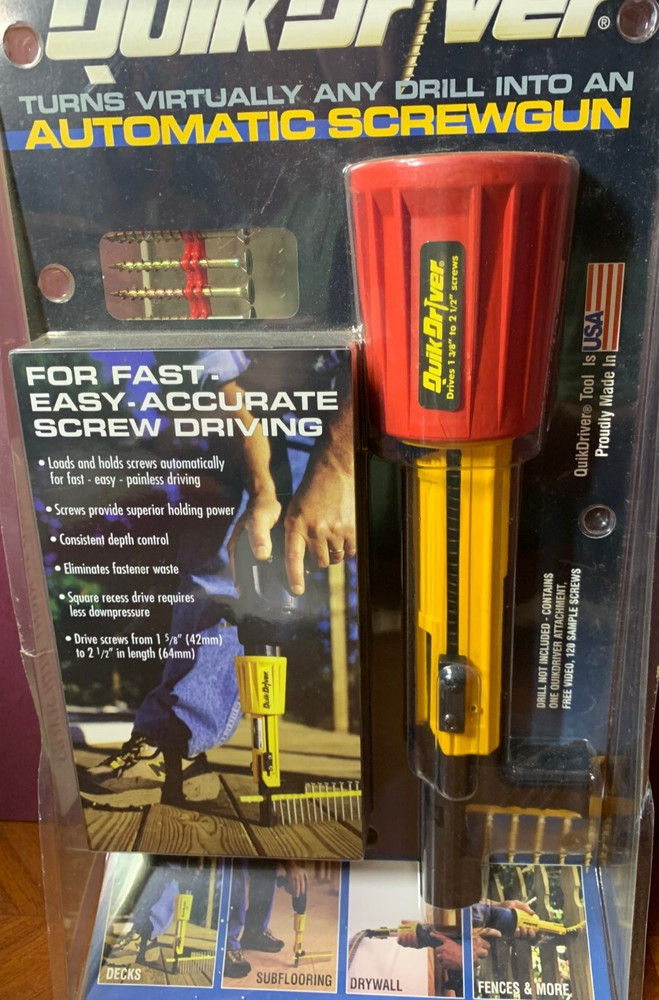 QuikDriver®
TURNS VIRTUALLY ANY DRILL INTO AN
AUTOMATIC SCREWGUN
QuikDriver®
Drives 1 3/8" to 2 1/2" screws
QuikDriver® Tool Is
Proudly Made In USA
FOR FAST-
EASY-ACCURATE
SCREW DRIVING
• Loads and holds screws automatically
for fast - easy - painless driving
• Screws provide superior holding power
• Consistent depth control
• Eliminates fastener waste
• Square recess drive requires
less downpressure
• Drive screws from 1 5/8" (42mm)
to 2 1/2" in length (64mm)
QuikDriver
DRILL NOT INCLUDED - CONTAINS
ONE QUIKDRIVER ATTACHMENT,
FREE VIDEO, 120 SAMPLE SCREWS
DECKS
SUBFLOORING
DRYWALL
FENCES & MORE